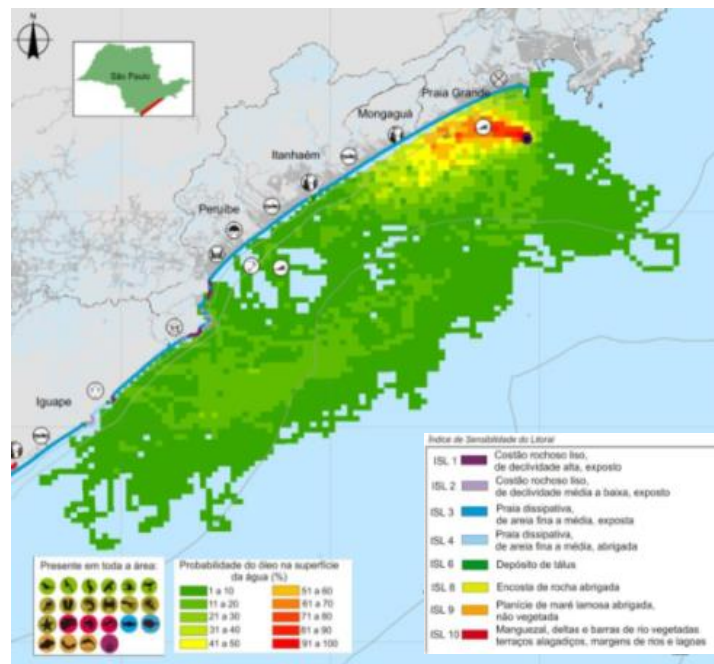 N
São Paulo
Praia Grande
Mongaguá
Itanhaém
Peruíbe
Iguape
Índice de Sensibilidade do Litoral
ISL 1 Costão rochoso liso,
de declividade alta, exposto
ISL 2 Costão rochoso liso,
de declividade média a baixa, exposto
ISL 3 Praia dissipativa,
de areia fina a média, exposta
ISL 4 Praia dissipativa,
de areia fina a média, abrigada
ISL 6 Depósito de tálus
ISL 8 Encosta de rocha abrigada
ISL 9 Planície de maré lamosa abrigada,
não vegetada
ISL 10 Manguezal, deltas e barras de rio vegetadas
terraços alagadiços, margens de rios e lagoas
Presente em toda a área:
Probabilidade do óleo na superfície
da água (%)
1 a 10
11 a 20
21 a 30
31 a 40
41 a 50
51 a 60
61 a 70
71 a 80
81 a 90
91 a 100